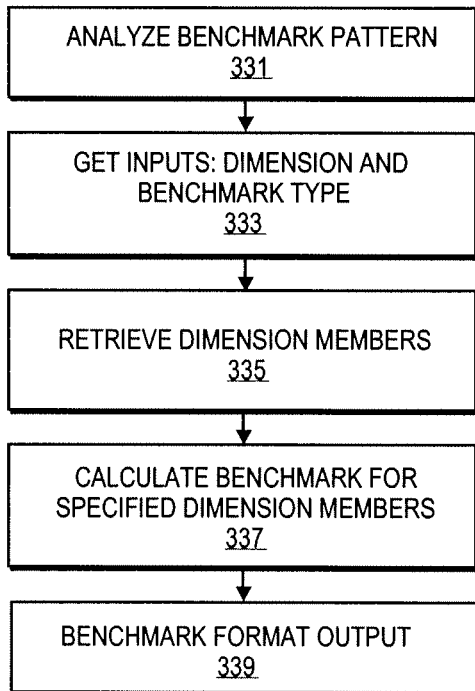 ANALYZE BENCHMARK PATTERN
331
GET INPUTS: DIMENSION AND
BENCHMARK TYPE
333
RETRIEVE DIMENSION MEMBERS
335
CALCULATE BENCHMARK FOR
SPECIFIED DIMENSION MEMBERS
337
BENCHMARK FORMAT OUTPUT
339